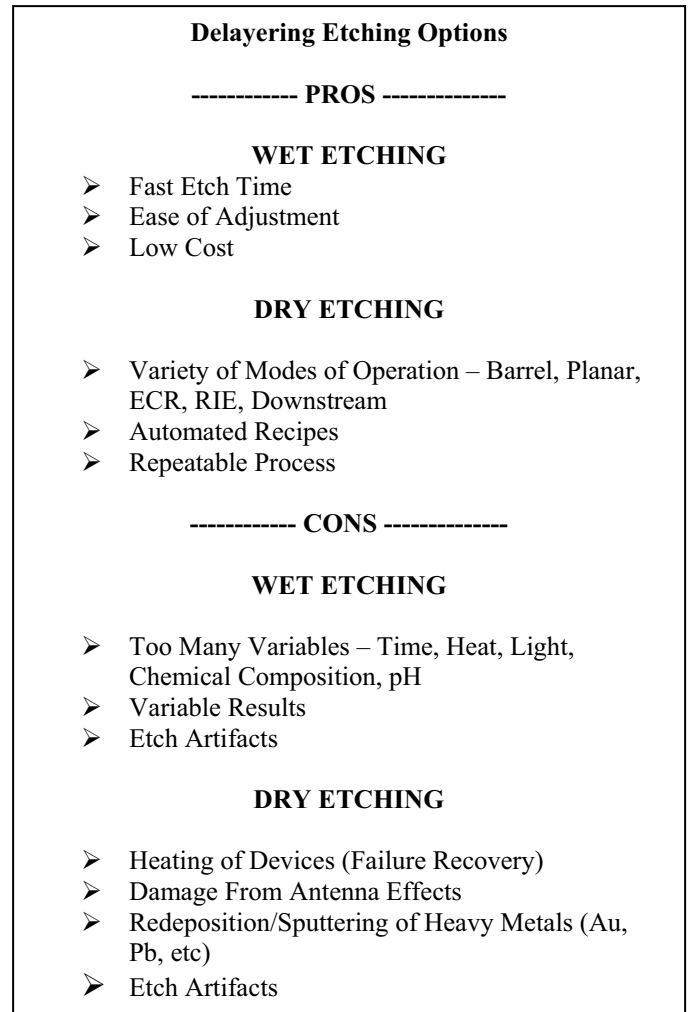 Delayering Etching Options
------------ PROS --------------
WET ETCHING
➢ Fast Etch Time
➢ Ease of Adjustment
➢ Low Cost
DRY ETCHING
➢ Variety of Modes of Operation – Barrel, Planar,
ECR, RIE, Downstream
➢ Automated Recipes
➢ Repeatable Process
------------ CONS --------------
WET ETCHING
➢ Too Many Variables – Time, Heat, Light,
Chemical Composition, pH
➢ Variable Results
➢ Etch Artifacts
DRY ETCHING
➢ Heating of Devices (Failure Recovery)
➢ Damage From Antenna Effects
➢ Redeposition/Sputtering of Heavy Metals (Au,
Pb, etc)
➢ Etch Artifacts